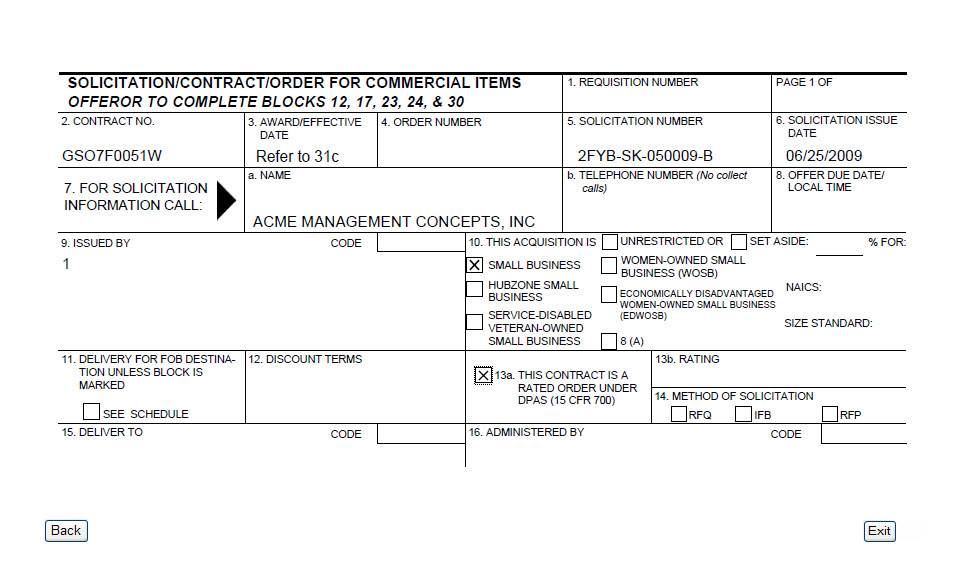 SOLICITATION/CONTRACT/ORDER FOR COMMERCIAL ITEMS
OFFEROR TO COMPLETE BLOCKS 12, 17, 23, 24, & 30
1. REQUISITION NUMBER
PAGE 1 OF
2. CONTRACT NO.
GSO7F0051W
3. AWARD/EFFECTIVE
DATE
Refer to 31c
4. ORDER NUMBER
5. SOLICITATION NUMBER
2FYB-SK-050009-B
6. SOLICITATION ISSUE
DATE
06/25/2009
7. FOR SOLICITATION
INFORMATION CALL:
a. NAME
ACME MANAGEMENT CONCEPTS, INC
b. TELEPHONE NUMBER (No collect
calls)
8. OFFER DUE DATE/
LOCAL TIME
9. ISSUED BY
CODE
1
10. THIS ACQUISITION IS
UNRESTRICTED OR
SET ASIDE:
% FOR:
SMALL BUSINESS
WOMEN-OWNED SMALL
BUSINESS (WOSB)
HUBZONE SMALL
BUSINESS
ECONOMICALLY DISADVANTAGED
WOMEN-OWNED SMALL BUSINESS
(EDWOSB)
NAICS:
SERVICE-DISABLED
VETERAN-OWNED
SMALL BUSINESS
8 (A)
SIZE STANDARD:
11. DELIVERY FOR FOB DESTINA-
TION UNLESS BLOCK IS
MARKED
SEE SCHEDULE
12. DISCOUNT TERMS
13a. THIS CONTRACT IS A
RATED ORDER UNDER
DPAS (15 CFR 700)
13b. RATING
14. METHOD OF SOLICITATION
RFQ
IFB
RFP
15. DELIVER TO
CODE
16. ADMINISTERED BY
CODE
Back
Exit